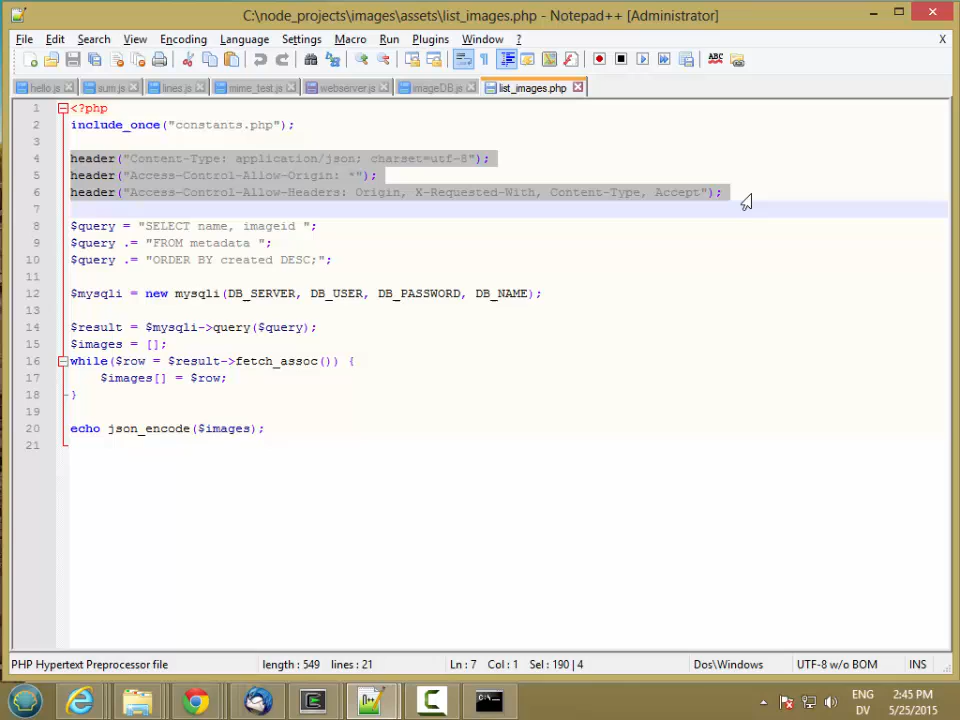 C:\node_projects\images\assets\list_images.php - Notepad++ [Administrator]
File Edit Search View Encoding Language Settings Macro Run Plugins Window ? X
hello.js sum.js lines.js mime_test.js webserver.js imageDB.js list_images.php
1 <?php
2 include_once("constants.php");
3
4 header("Content-Type: application/json; charset=utf-8");
5 header("Access-Control-Allow-Origin: *");
6 header("Access-Control-Allow-Headers: Origin, X-Requested-With, Content-Type, Accept");
7
8 $query = "SELECT name, imageid ";
9 $query .= "FROM metadata ";
10 $query .= "ORDER BY created DESC;";
11
12 $mysqli = new mysqli(DB_SERVER, DB_USER, DB_PASSWORD, DB_NAME);
13
14 $result = $mysqli->query($query);
15 $images = [];
16 while($row = $result->fetch_assoc()) {
17 $images[] = $row;
18 }
19
20 echo json_encode($images);
21
PHP Hypertext Preprocessor file length : 549 lines : 21 Ln : 7 Col : 1 Sel : 190 | 4 Dos\Windows UTF-8 w/o BOM INS
ENG 2:45 PM
DV 5/25/2015